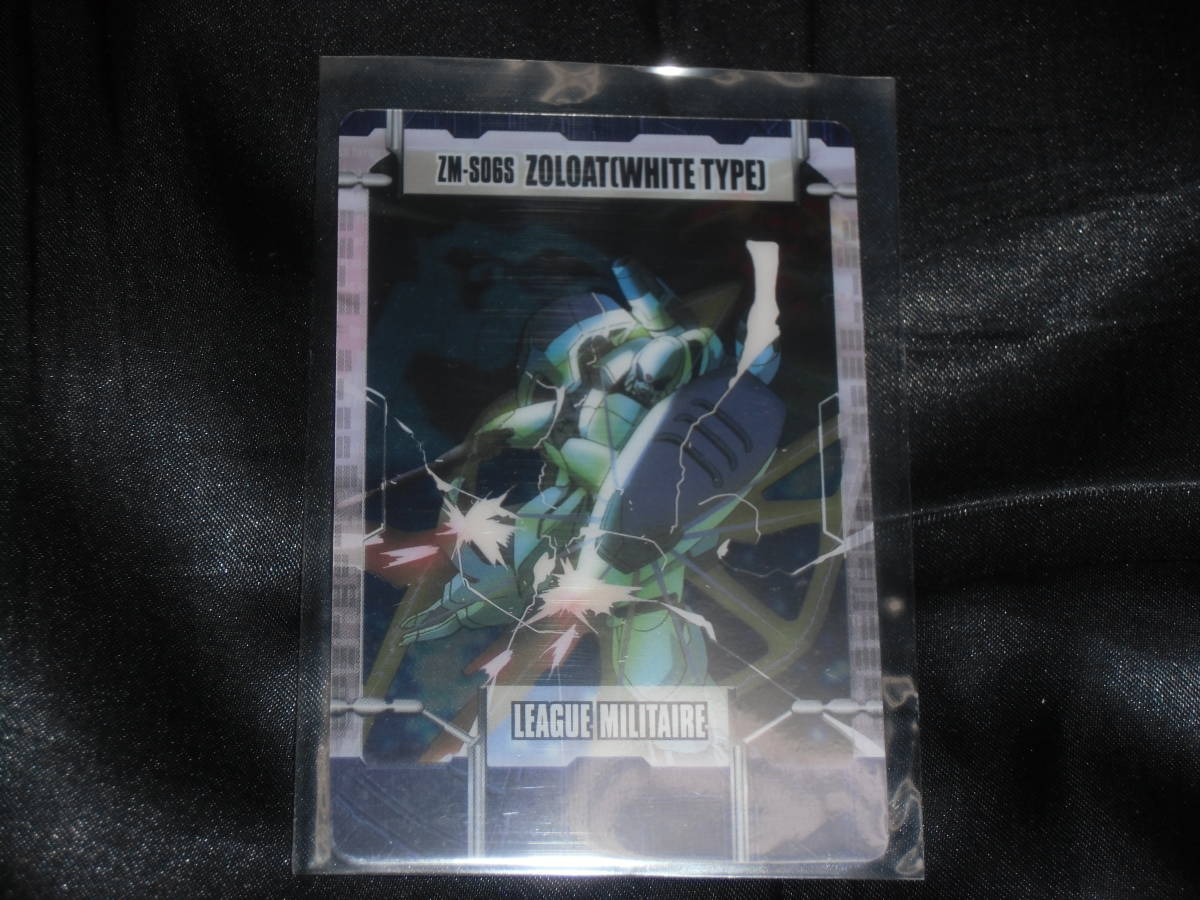 ZM-S06S ZOLOAT(WHITE TYPE)
LEAGUE MILITAIRE